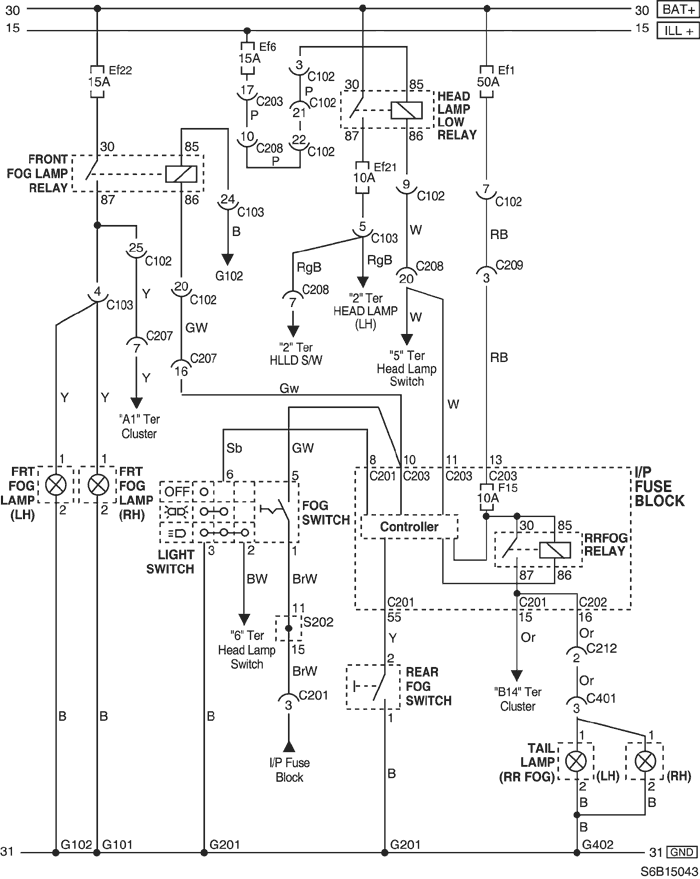 30
30 BAT+
15
15 ILL +
Ef22
15A
Ef6
15A
3
C102
P
17
C203
P
21
C102
10
C208
P
22
C102
30
85
HEAD
LAMP
LOW
RELAY
87
86
Ef1
50A
Ef21
10A
9
C102
W
7
C102
RB
30
85
FRONT
FOG LAMP
RELAY
87
86
24
C103
B
G102
5
C103
RgB
RgB
7
C208
"2" Ter
HLLD S/W
"2" Ter
HEAD LAMP
(LH)
C208
20
W
"5" Ter
Head Lamp
Switch
C209
3
RB
W
25
C102
Y
4
C103
C207
7
Y
"A1" Ter
Cluster
20
C102
GW
C207
16
Gw
Y
Y
Sb
GW
8
C201
10
C203
11
C203
13
C203
I/P
FUSE
BLOCK
1
1
FRT
FOG
LAMP
(LH)
2
2
FRT
FOG
LAMP
(RH)
6
5
OFF
FOG
SWITCH
LIGHT
SWITCH
3
2
1
F15
10A
Controller
30
85
RRFOG
RELAY
87
86
BW
BrW
"6" Ter
Head Lamp
Switch
11
S202
15
BrW
C201
3
I/P Fuse
Block
C201
55
Y
2
REAR
FOG
SWITCH
1
B
C201
15
Or
"B14" Ter
Cluster
C202
16
Or
C212
2
Or
C401
3
1
1
TAIL
LAMP
(RR FOG)
(LH)
(RH)
2
2
B
B
B
B
B
B
31
G102
G101
G201
G201
G402
31 GND
S6B15043